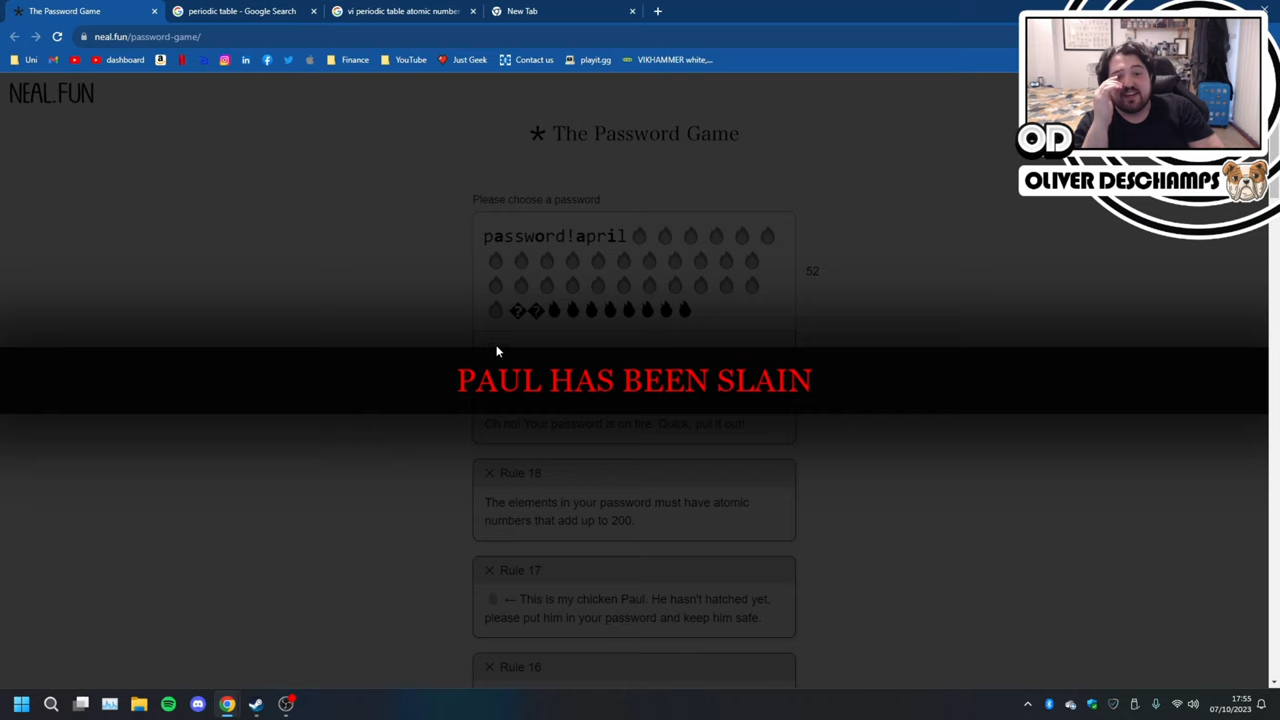 The Password Game
periodic table - Google Search
vi periodic table atomic number
New Tab
neal.fun/password-game/
Uni
dashboard
Finance
YouTube
Just Geek
Contact us
playit.gg
VIKHAMMER white,...
NEAL.FUN
* The Password Game
Please choose a password
password!april
52
PAUL HAS BEEN SLAIN
Oh no! Your password is on fire. Quick, put it out!
× Rule 18
The elements in your password must have atomic
numbers that add up to 200.
× Rule 17
← This is my chicken Paul. He hasn't hatched yet,
please put him in your password and keep him safe.
× Rule 16
OD
OLIVER DESCHAMPS
17:55
07/10/2023